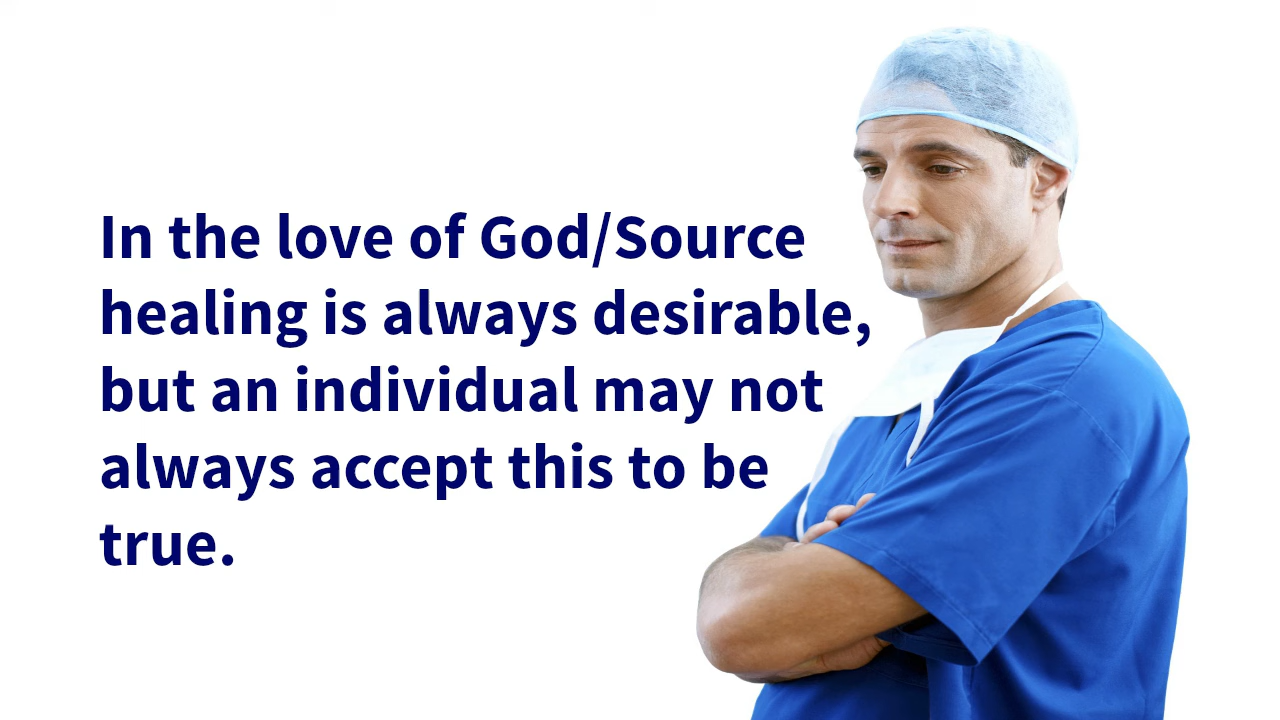 In the love of God/Source
healing is always desirable,
but an individual may not
always accept this to be
true.